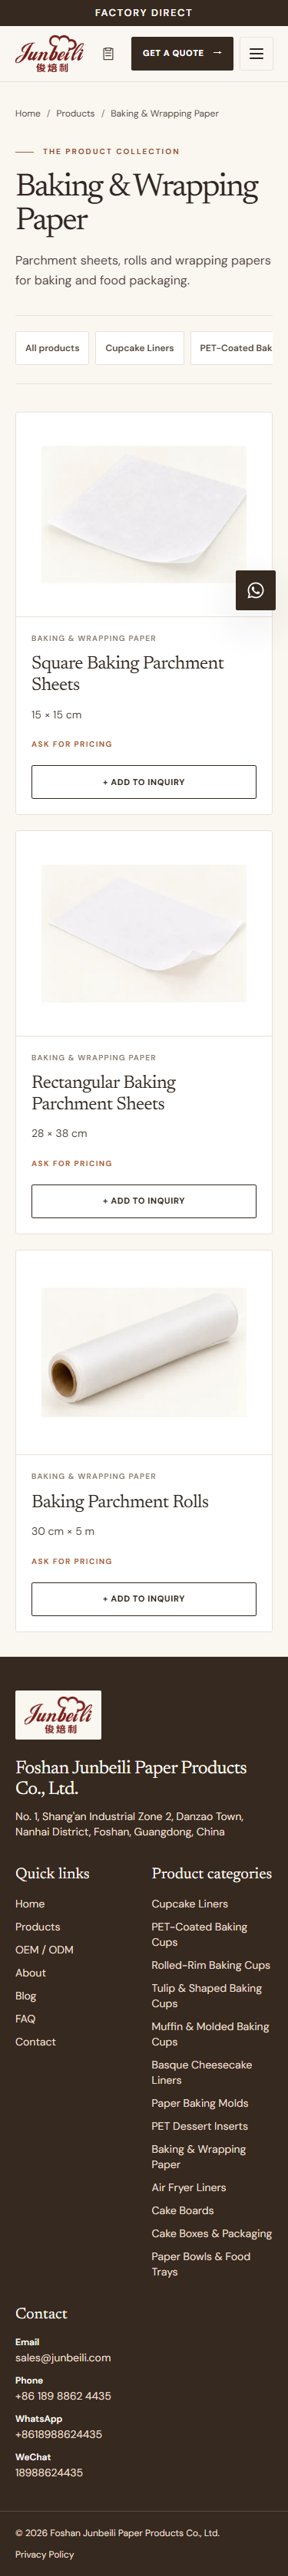 FACTORY DIRECT
Junbeili
俊焙利
GET A QUOTE →
Home / Products / Baking & Wrapping Paper
THE PRODUCT COLLECTION
Baking & Wrapping
Paper
Parchment sheets, rolls and wrapping papers
for baking and food packaging.
All products
Cupcake Liners
PET-Coated Bak
BAKING & WRAPPING PAPER
Square Baking Parchment
Sheets
15 × 15 cm
ASK FOR PRICING
+ ADD TO INQUIRY
BAKING & WRAPPING PAPER
Rectangular Baking
Parchment Sheets
28 × 38 cm
ASK FOR PRICING
+ ADD TO INQUIRY
BAKING & WRAPPING PAPER
Baking Parchment Rolls
30 cm × 5 m
ASK FOR PRICING
+ ADD TO INQUIRY
Junbeili
俊焙利
Foshan Junbeili Paper Products
Co., Ltd.
No. 1, Shang'an Industrial Zone 2, Danzao Town,
Nanhai District, Foshan, Guangdong, China
Quick links
Home
Products
OEM / ODM
About
Blog
FAQ
Contact
Product categories
Cupcake Liners
PET-Coated Baking
Cups
Rolled-Rim Baking Cups
Tulip & Shaped Baking
Cups
Muffin & Molded Baking
Cups
Basque Cheesecake
Liners
Paper Baking Molds
PET Dessert Inserts
Baking & Wrapping
Paper
Air Fryer Liners
Cake Boards
Cake Boxes & Packaging
Paper Bowls & Food
Trays
Contact
Email
sales@junbeili.com
Phone
+86 189 8862 4435
WhatsApp
+8618988624435
WeChat
18988624435
© 2026 Foshan Junbeili Paper Products Co., Ltd.
Privacy Policy